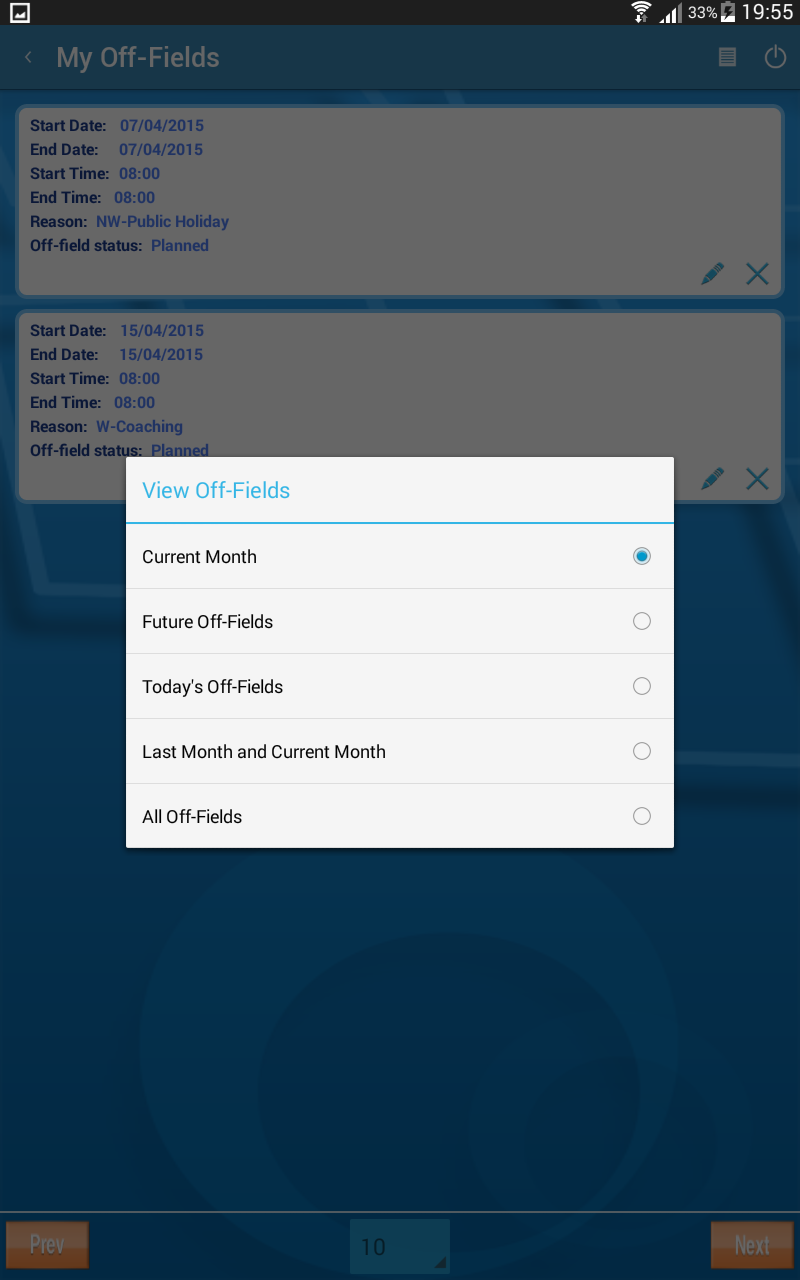 33% 19:55
My Off-Fields
Start Date: 07/04/2015
End Date: 07/04/2015
Start Time: 08:00
End Time: 08:00
Reason: NW-Public Holiday
Off-field status: Planned
Start Date: 15/04/2015
End Date: 15/04/2015
Start Time: 08:00
End Time: 08:00
Reason: W-Coaching
Off-field status: Planned
View Off-Fields
Current Month
Future Off-Fields
Today's Off-Fields
Last Month and Current Month
All Off-Fields
Prev 10 Next